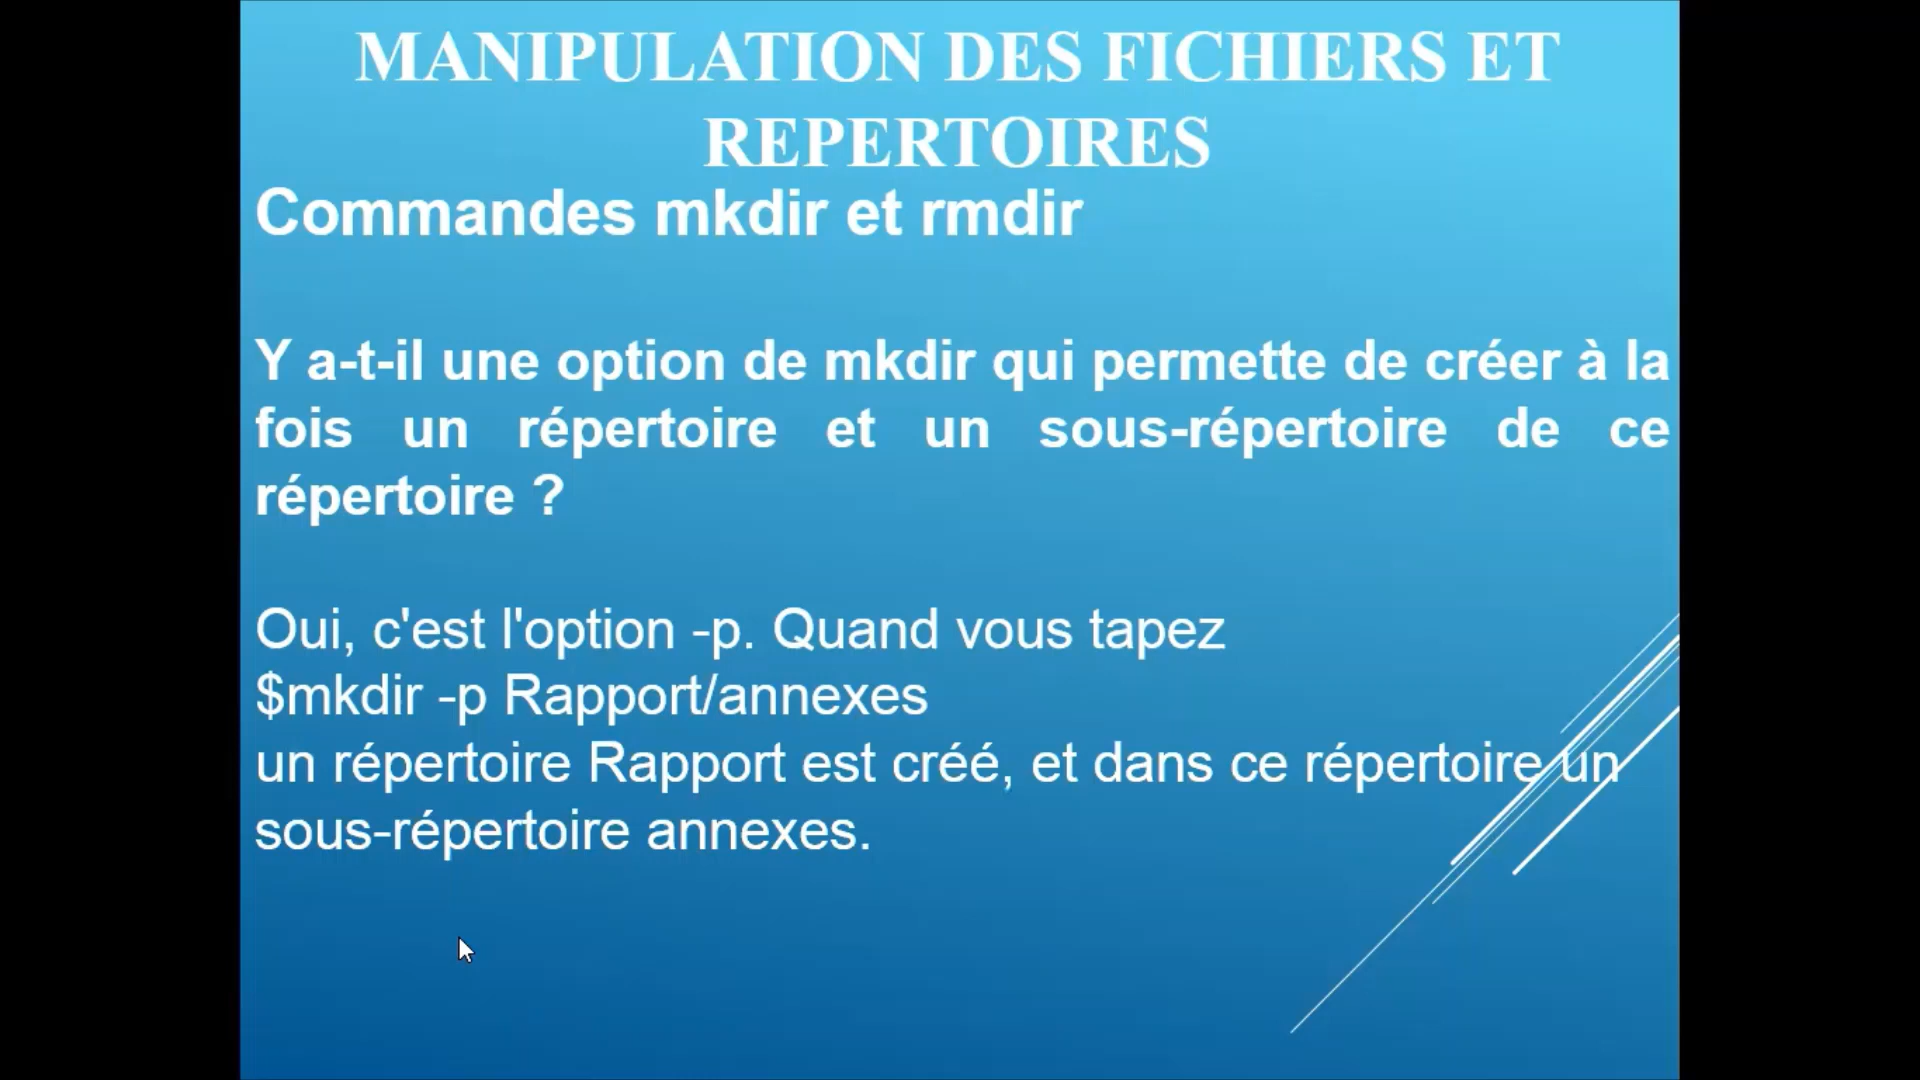 MANIPULATION DES FICHIERS ET
REPERTOIRES
Commandes mkdir et rmdir
Y a-t-il une option de mkdir qui permette de créer à la
fois un répertoire et un sous-répertoire de ce
répertoire ?
Oui, c'est l'option -p. Quand vous tapez
$mkdir -p Rapport/annexes
un répertoire Rapport est créé, et dans ce répertoire un
sous-répertoire annexes.